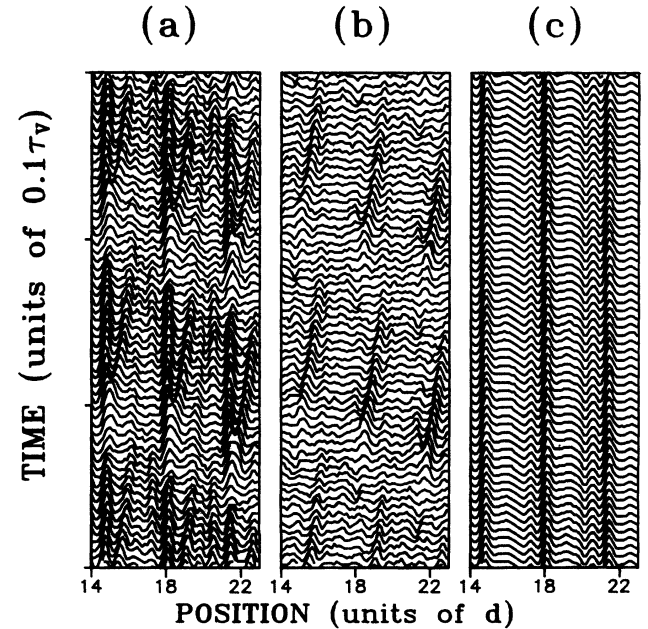 (a) (b) (c)
TIME (units of 0.1τv)
14 18 22 14 18 22 14 18 22
POSITION (units of d)